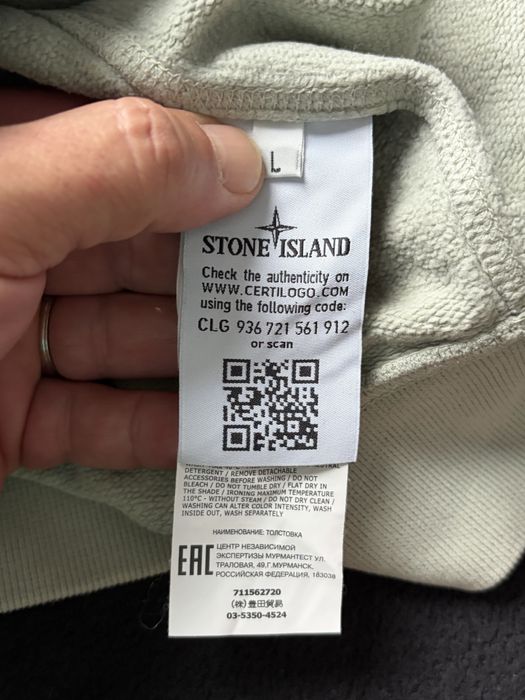 L
STONE ISLAND
Check the authenticity on
WWW.CERTILOGO.COM
using the following code:
CLG 936 721 561 912
or scan
DETERGENT / REMOVE DETACHABLE
ACCESSORIES BEFORE WASHING / DO NOT
BLEACH / DO NOT TUMBLE DRY / FLAT DRY IN
THE SHADE / IRONING MAXIMUM TEMPERATURE
110°C - WITHOUT STEAM / DO NOT DRY CLEAN /
WASHING CAN ALTER COLOR INTENSITY, WASH
INSIDE OUT, WASH SEPARATELY
НАИМЕНОВАНИЕ: ТОЛСТОВКА
EAC
ЦЕНТР НЕЗАВИСИМОЙ
ЭКСПЕРТИЗЫ МУРМАНТЕСТ УЛ.
ТРАЛОВАЯ, 49,Г.МУРМАНСК,
РОССИЙСКАЯ ФЕДЕРАЦИЯ, 183038
711562720
(株)豊田貿易
03-5350-4524